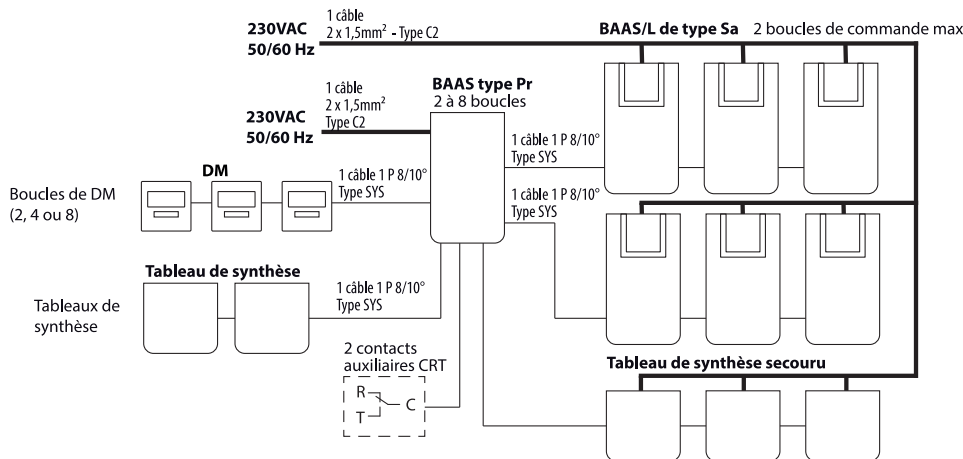 230VAC
50/60 Hz
1 câble
2 x 1,5mm² - Type C2
BAAS/L de type Sa 2 boucles de commande max
230VAC
50/60 Hz
1 câble
2 x 1,5mm²
Type C2
BAAS type Pr
2 à 8 boucles
1 câble 1 P 8/10°
Type SYS
Boucles de DM
(2, 4 ou 8)
DM
1 câble 1 P 8/10°
Type SYS
1 câble 1 P 8/10°
Type SYS
Tableaux de
synthèse
Tableau de synthèse
1 câble 1 P 8/10°
Type SYS
2 contacts
auxiliaires CRT
R
T
C
Tableau de synthèse secouru